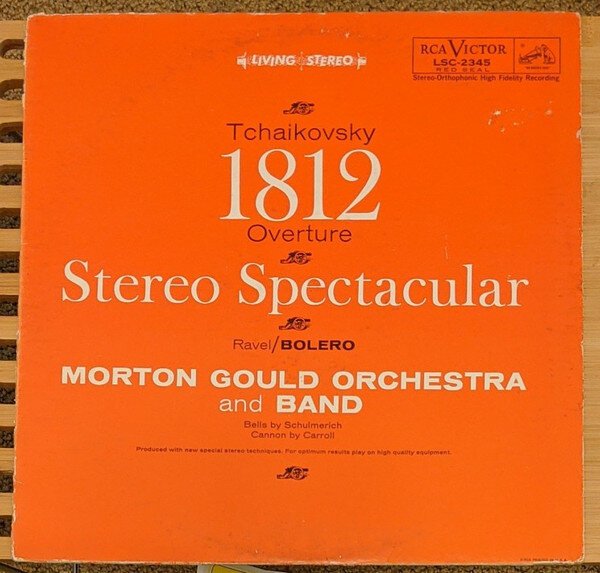 LIVING STEREO
RCA VICTOR
LSC-2345
RED SEAL
Stereo-Orthophonic High Fidelity Recording
Tchaikovsky
1812
Overture
Stereo Spectacular
Ravel/BOLERO
MORTON GOULD ORCHESTRA
and BAND
Bells by Schulmerich
Cannon by Carroll
Produced with new special stereo techniques. For optimum results play on high quality equipment.